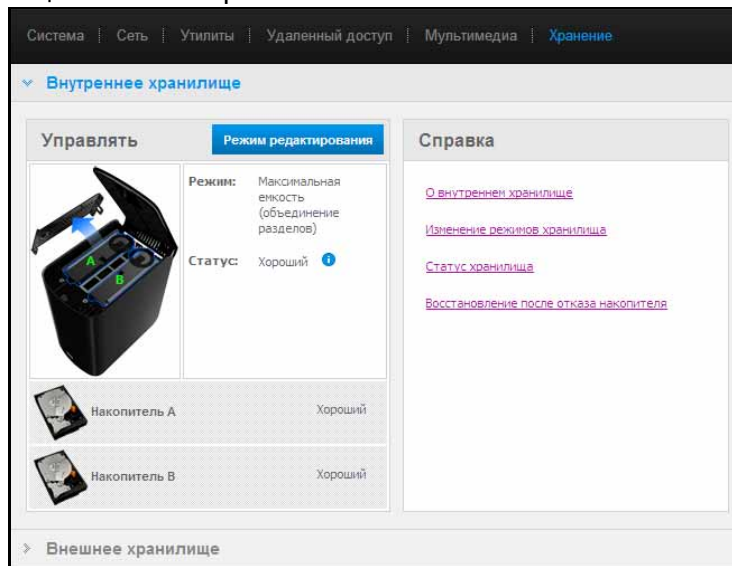 Система | Сеть | Утилиты | Удаленный доступ | Мультимедиа | Хранение
Внутреннее хранилище
Управлять
Режим редактирования
A
B
Режим: Максимальная
емкость
(объединение
разделов)
Статус: Хороший
Накопитель A Хороший
Накопитель B Хороший
Справка
О внутреннем хранилище
Изменение режимов хранилища
Статус хранилища
Восстановление после отказа накопителя
Внешнее хранилище